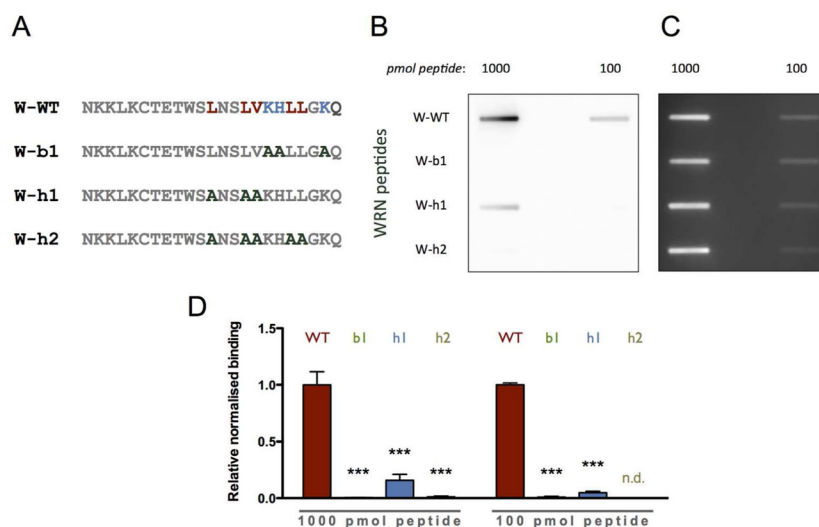 A
W-WT NKKLKCTETWSLNSLVKHLLGKQ
W-b1 NKKLKCTETWSLNSLVAALLGAQ
W-h1 NKKLKCTETWSANSAAKHLLGKQ
W-h2 NKKLKCTETWSANSAAKHAAGKQ
B
pmol peptide: 1000 100
WRN peptides
W-WT
W-b1
W-h1
W-h2
C
1000 100
D
Relative normalised binding
1.5
1.0
0.5
0.0
WT b1 h1 h2 WT b1 h1 h2
*** *** *** *** *** n.d.
1000 pmol peptide 100 pmol peptide